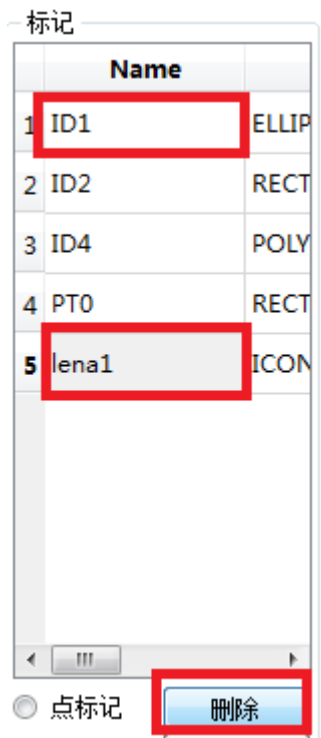 标记
Name
1 ID1 ELLIP
2 ID2 RECT
3 ID4 POLY
4 PT0 RECT
5 lena1 ICON
点标记 删除